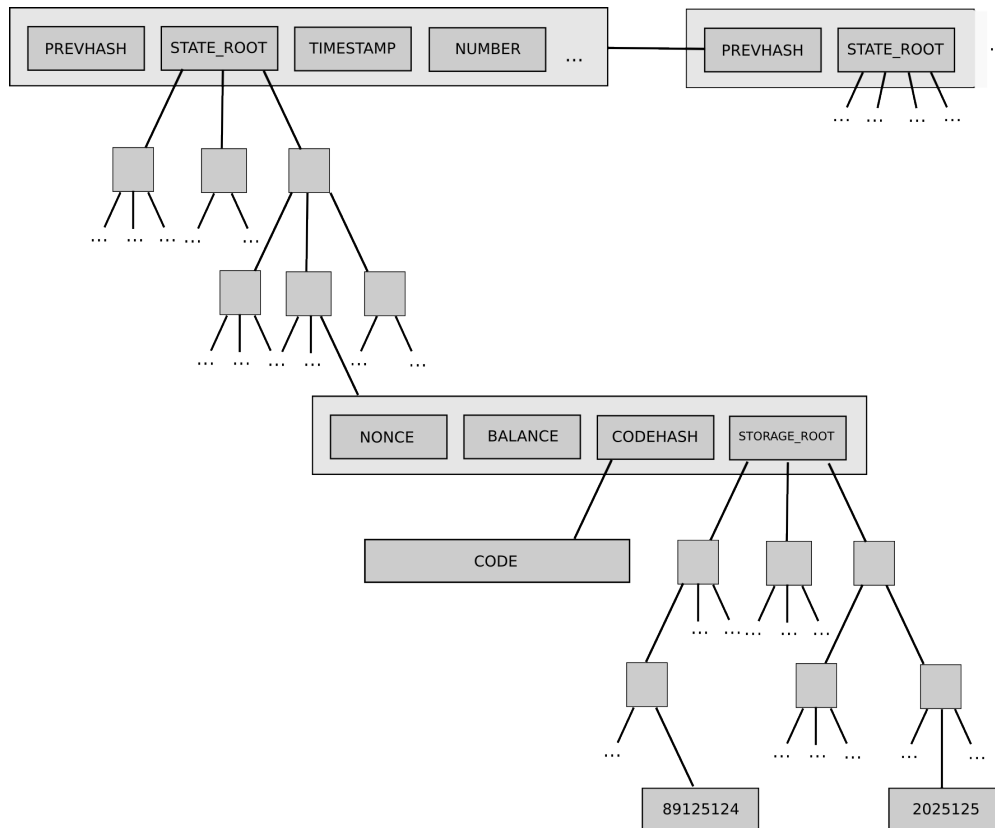 PREVHASH STATE_ROOT TIMESTAMP NUMBER ... PREVHASH STATE_ROOT
... ... ... ...
... ... ... ... ...
... ... ... ... ... ...
NONCE BALANCE CODEHASH STORAGE_ROOT
CODE
... ... ... ... ...
... ... ... ... ...
89125124 2025125